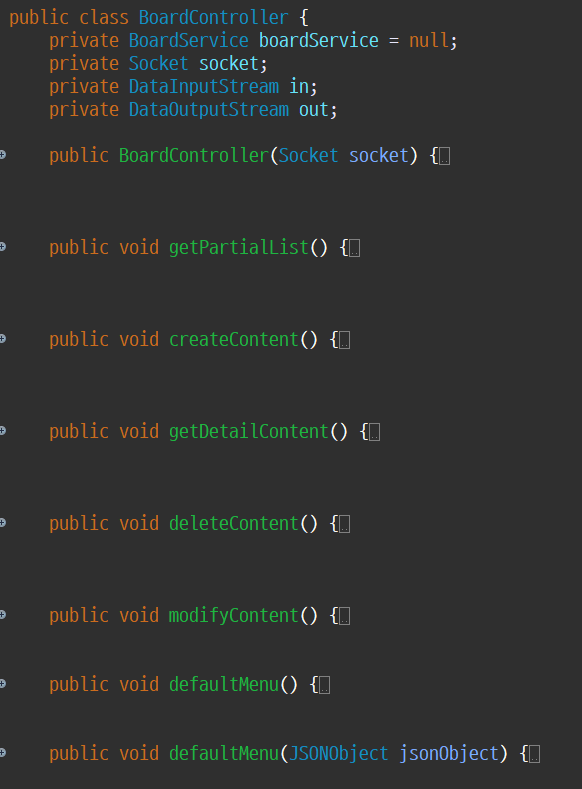 public class BoardController {
private BoardService boardService = null;
private Socket socket;
private DataInputStream in;
private DataOutputStream out;
public BoardController(Socket socket) {
public void getPartialList() {
public void createContent() {
public void getDetailContent() {
public void deleteContent() {
public void modifyContent() {
public void defaultMenu() {
public void defaultMenu(JSONObject jsonObject) {